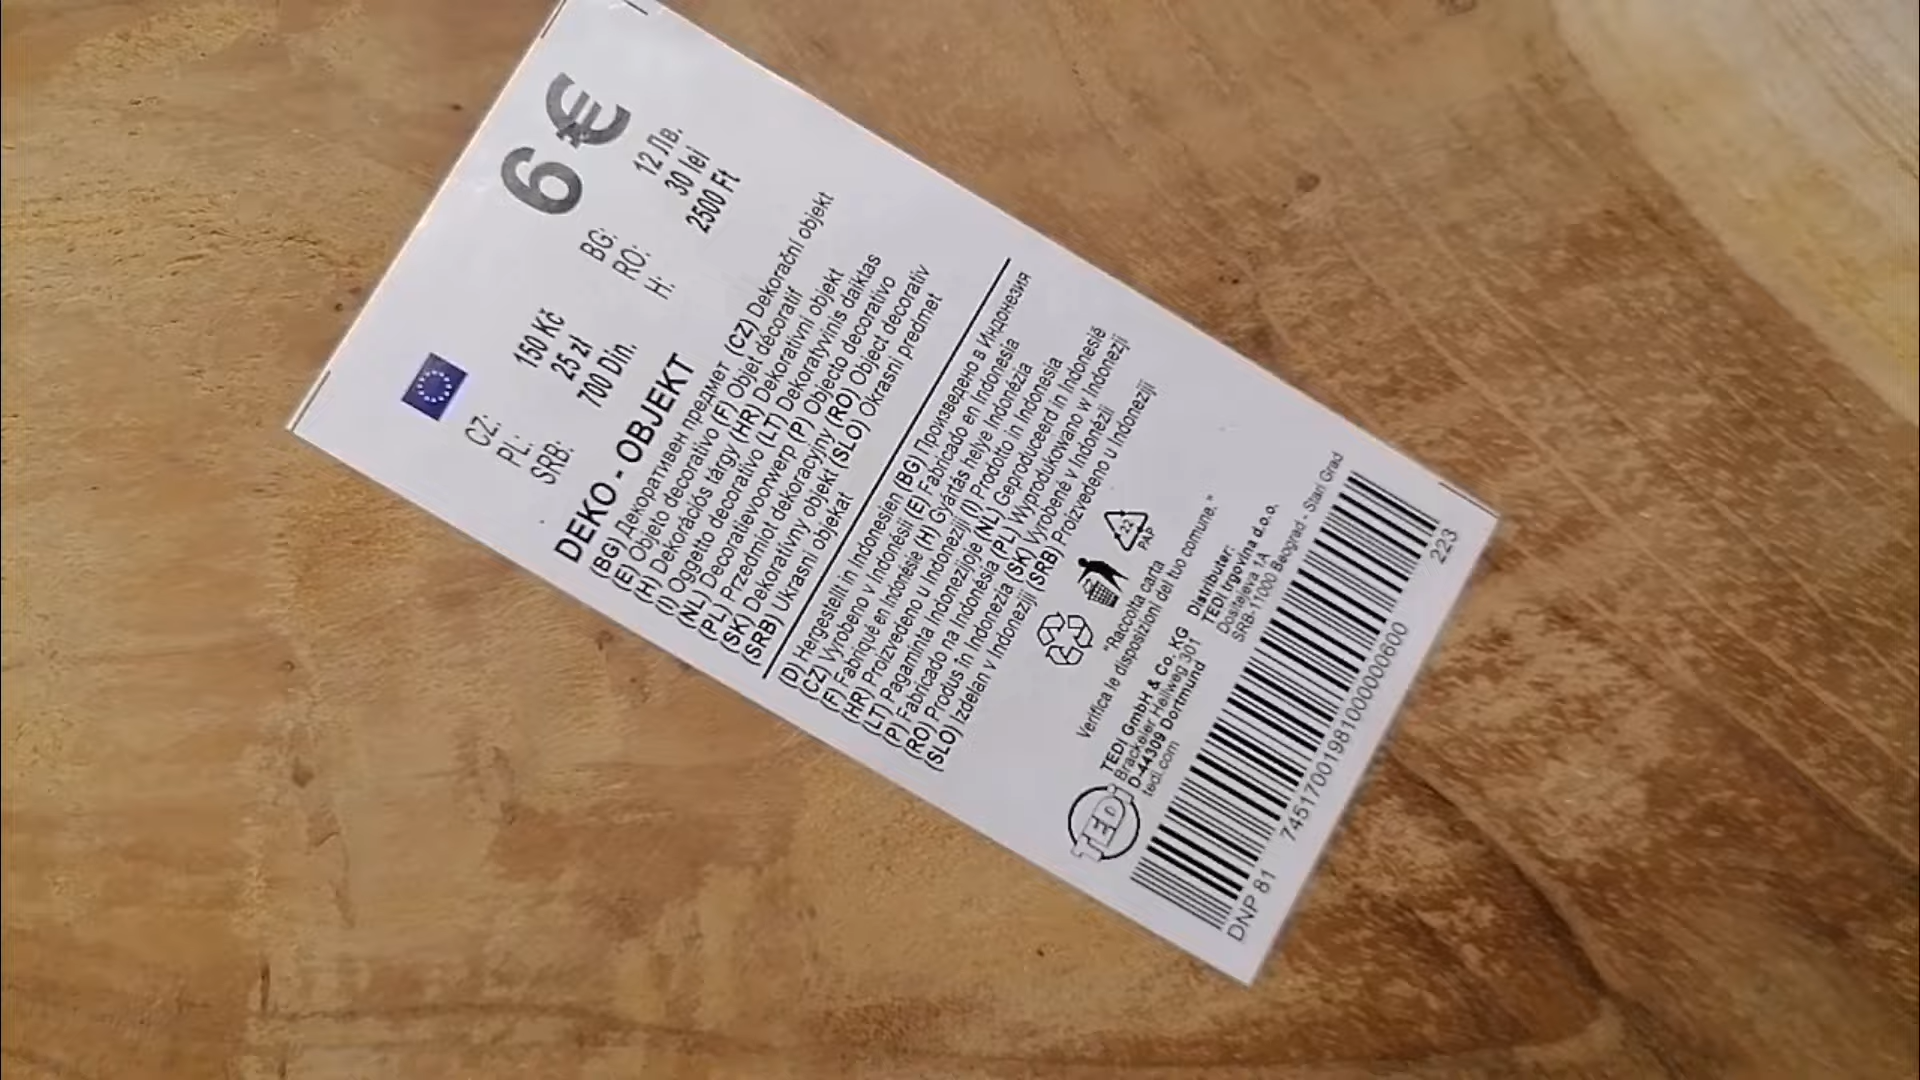 6 €
CZ: 150 Kč BG: 12 Лв.
PL: 25 zł RO: 30 lei
SRB: 700 Din. H: 2500 Ft
DEKO - OBJEKT
(BG) Декоративен предмет (CZ) Dekorační objekt
(E) Objeto decorativo (F) Objet décoratif
(H) Dekorációs tárgy (HR) Dekorativni objekt
(I) Oggetto decorativo (LT) Dekoratyvinis daiktas
(NL) Decoratievoorwerp (P) Objecto decorativo
(PL) Przedmiot dekoracyjny (RO) Object decorativ
(SK) Dekoratívny objekt (SLO) Okrasni predmet
(SRB) Ukrasni objekat
(D) Hergestellt in Indonesien (BG) Произведено в Индонезия
(CZ) Vyrobeno v Indonésii (E) Fabricado en Indonesia
(F) Fabriqué en Indonésie (H) Gyártás helye Indonézia
(HR) Proizvedeno u Indoneziji (I) Prodotto in Indonesia
(LT) Pagaminta Indonezijoje (NL) Geproduceerd in Indonesië
(P) Fabricado na Indonésia (PL) Wyprodukowano w Indonezji
(RO) Produs în Indonezia (SK) Vyrobené v Indonézii
(SLO) Izdelan v Indoneziji (SRB) Proizvedeno u Indoneziji
22
PAP
"Raccolta carta
Verifica le disposizioni del tuo comune."
TEDi
TEDI GmbH & Co. KG
Brackeler Hellweg 301
D-44309 Dortmund
tedi.com
Distributer:
TEDI trgovina d.o.o.
Dositejeva 1A
SRB-11000 Beograd - Stari Grad
DNP 81 74517001981000000600 223